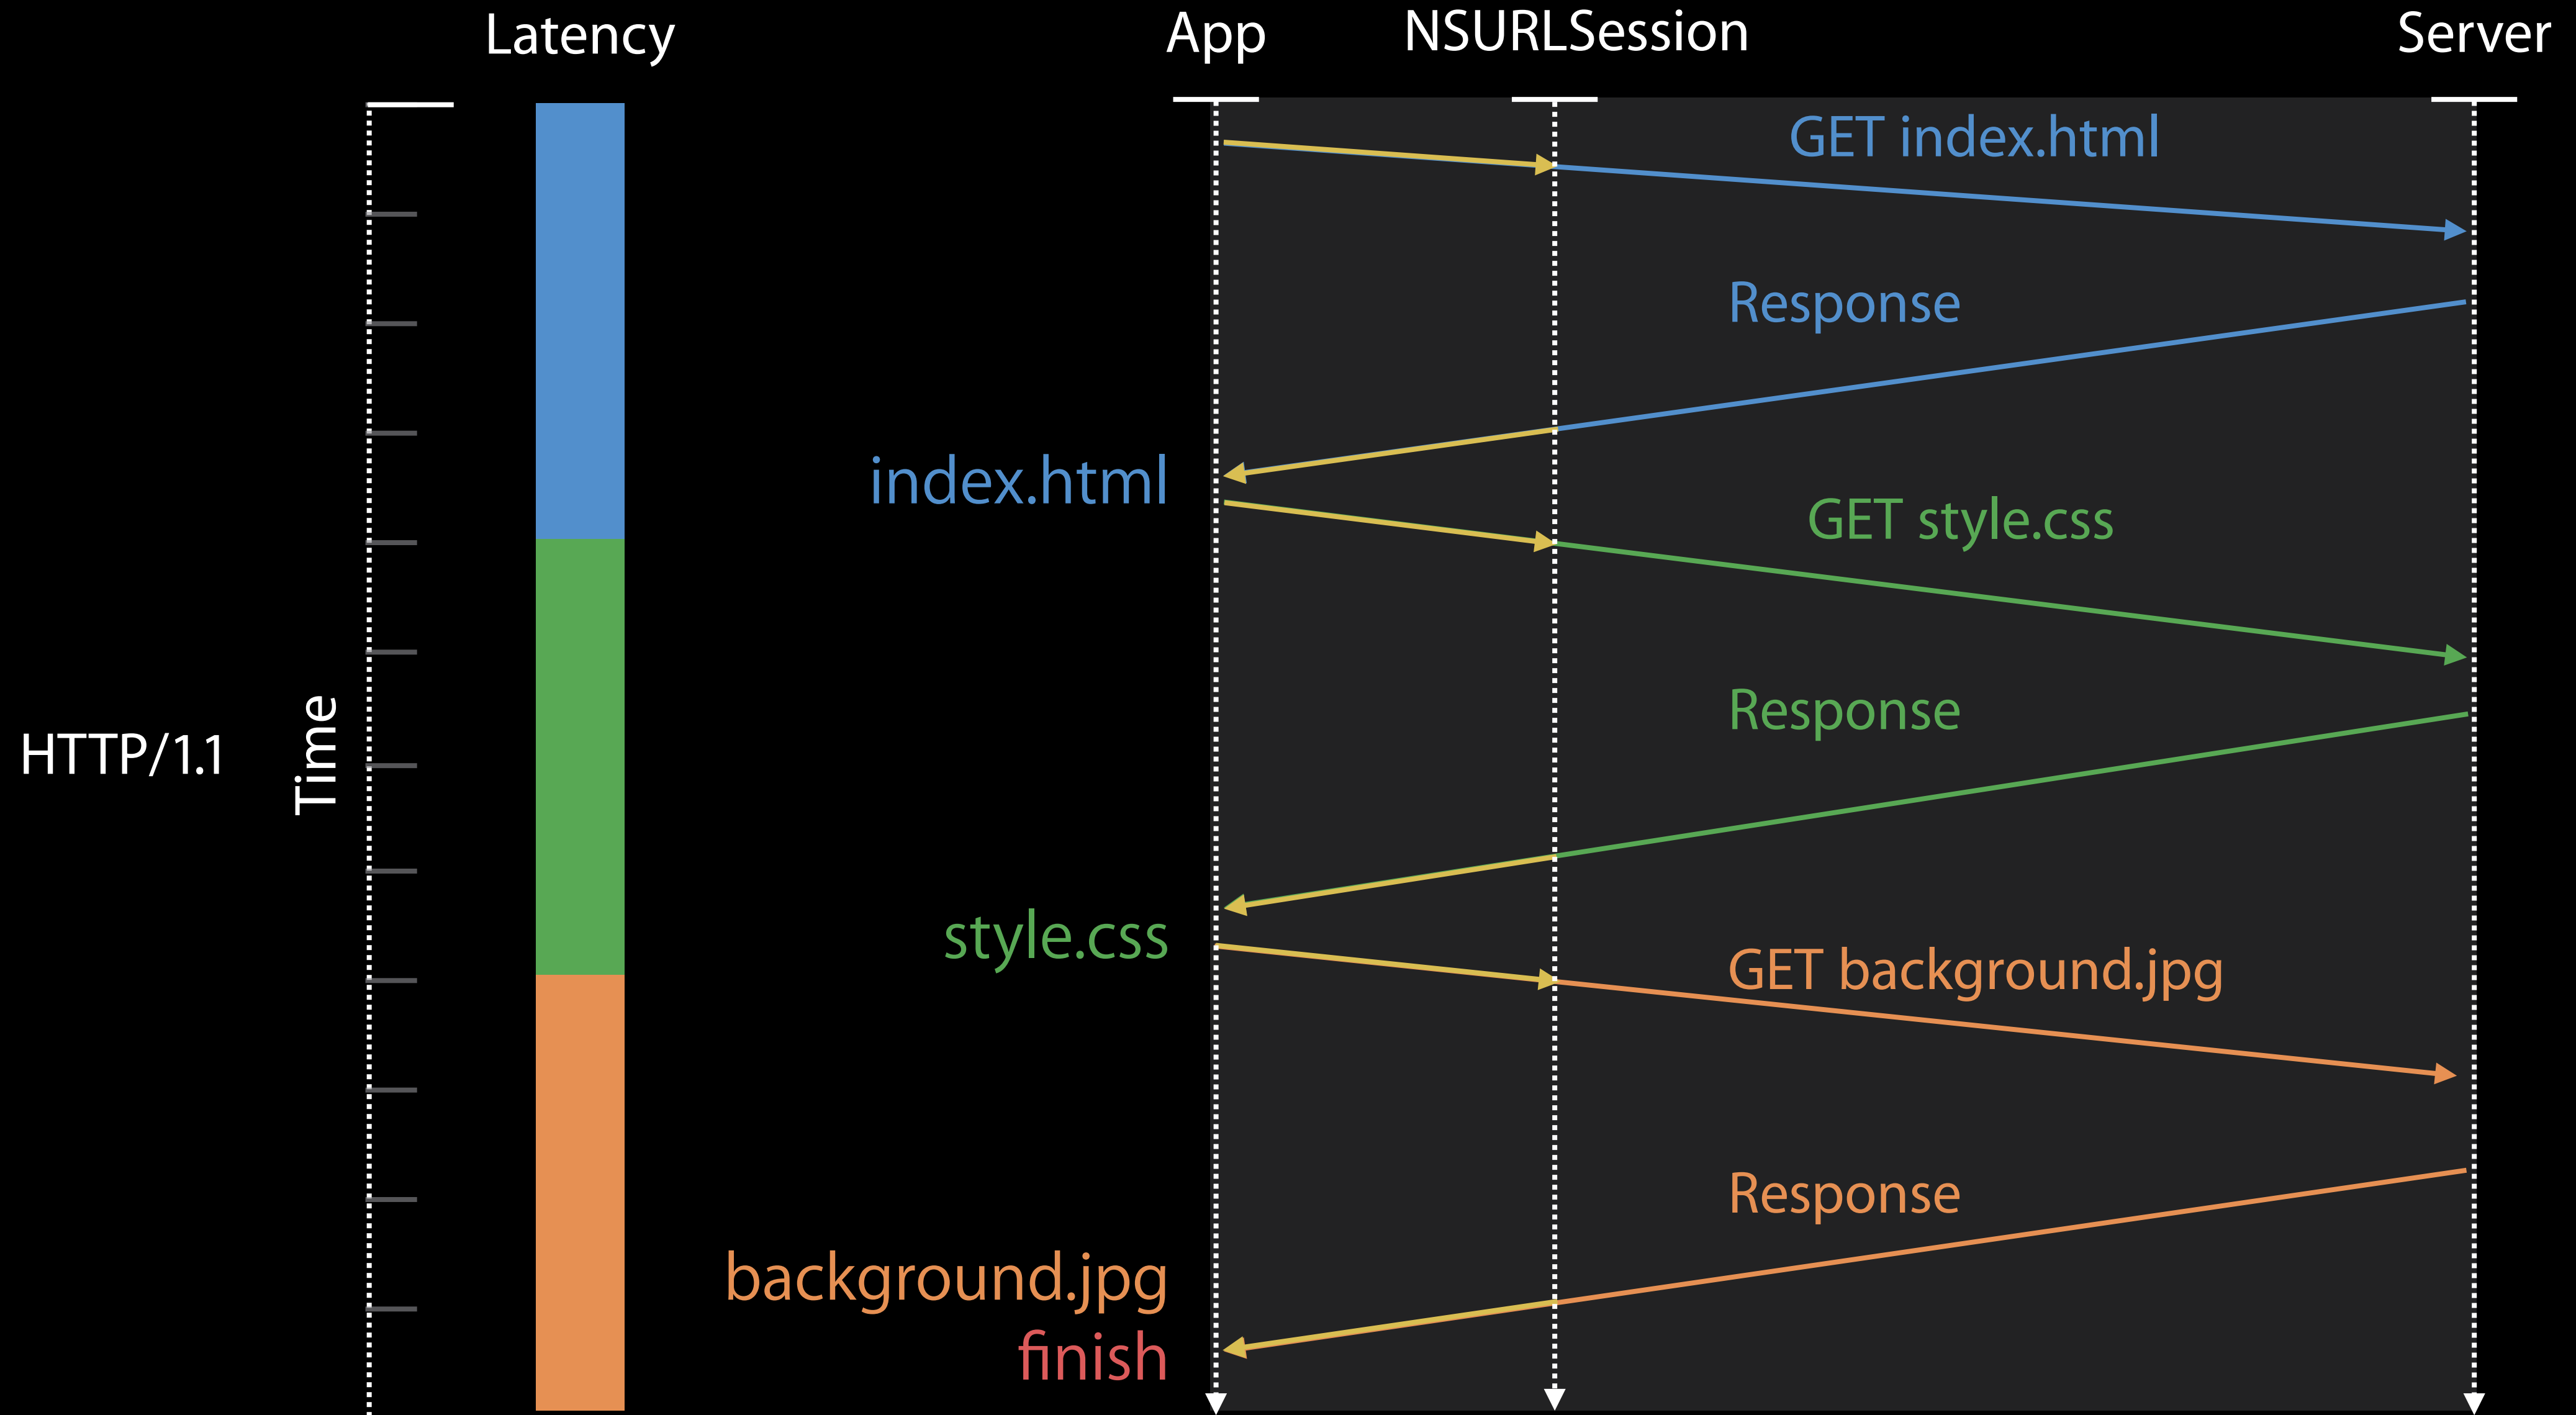 Latency
App
NSURLSession
Server
GET index.html
Response
index.html
GET style.css
Response
HTTP/1.1
Time
style.css
GET background.jpg
Response
background.jpg
finish